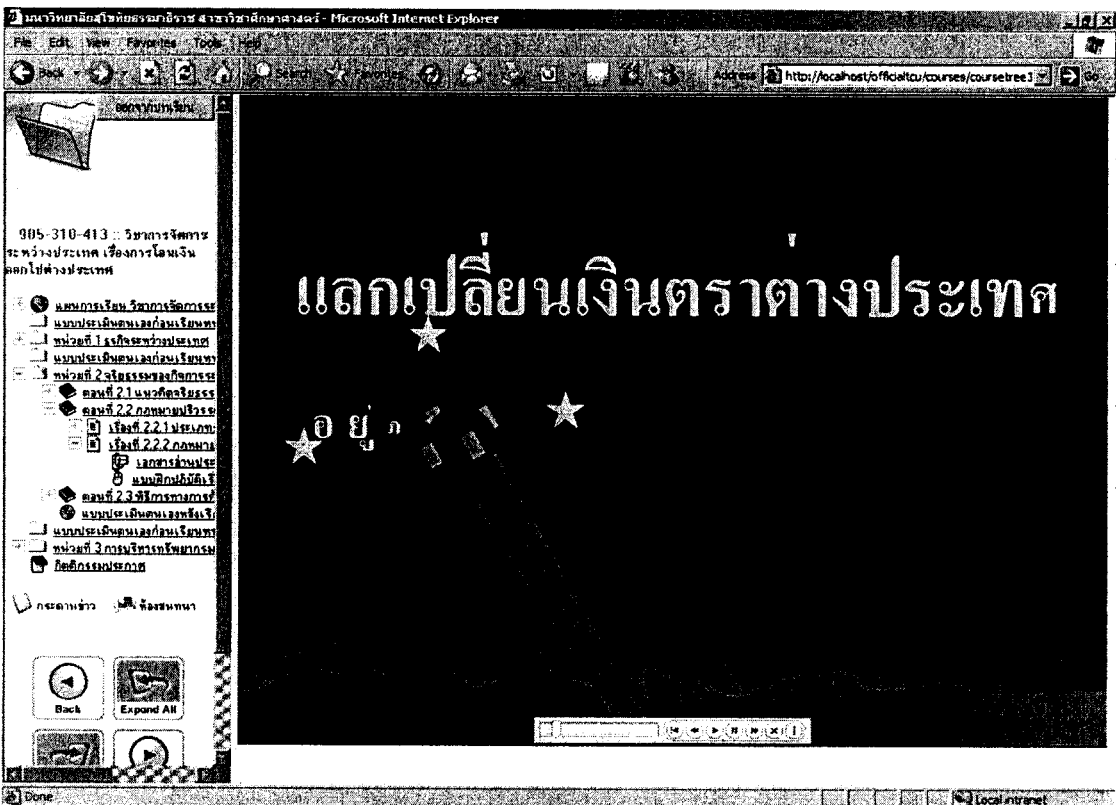 มหาวิทยาลัยสุโขทัยธรรมาธิราช สาขาวิชาศึกษาศาสตร์ - Microsoft Internet Explorer
File Edit View Favorites Tools Help
Back Search Favorites Address http://localhost/officialtcu/courses/coursetree1 Go
ออกจากบทเรียน
905-310-413 :: วิชาการจัดการ
ระหว่างประเทศ เรื่องการโอนเงิน
ออกไปต่างประเทศ
แผนการเรียน วิชาการจัดการระ
แบบประเมินตนเองก่อนเรียนหน
หน่วยที่ 1 ธุรกิจระหว่างประเทศ
แบบประเมินตนเองก่อนเรียนหน
หน่วยที่ 2 จริยธรรมของกิจการระ
ตอนที่ 2.1 แนวคิดจริยธรร
ตอนที่ 2.2 กฎหมายปริวรร
เรื่องที่ 2.2.1 ประเภท
เรื่องที่ 2.2.2 กฎหมาย
เอกสารอ่านประ
แบบฝึกปฏิบัติเรื่
ตอนที่ 2.3 พิธีการทางการ
แบบประเมินตนเองหลังเรี
แบบประเมินตนเองก่อนเรียนหน
หน่วยที่ 3 การบริหารทรัพยากรม
กิตติกรรมประกาศ
กระดานข่าว ห้องสนทนา
Back Expand All
แลกเปลี่ยนเงินตราต่างประเทศ
อยู่ ภ
Done Local intranet